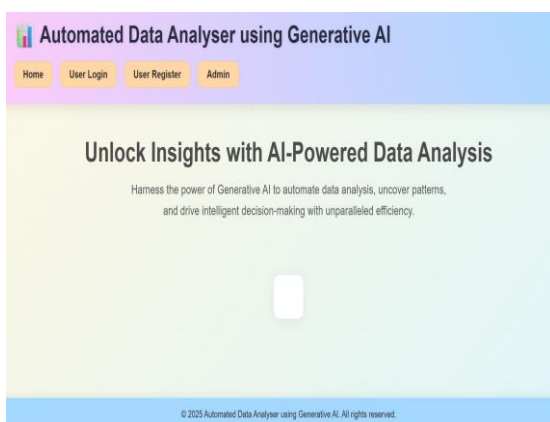 Automated Data Analyser using Generative AI
Home User Login User Register Admin
Unlock Insights with AI-Powered Data Analysis
Harness the power of Generative AI to automate data analysis, uncover patterns,
and drive intelligent decision-making with unparalleled efficiency.
© 2025 Automated Data Analyser using Generative AI. All rights reserved.